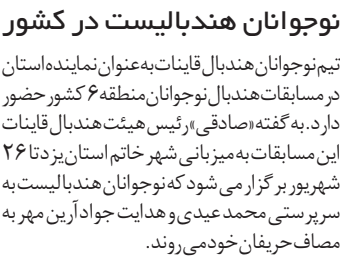 نوجوانان هندبالیست در کشور
تیم نوجوانان هندبال قاینات به عنوان نماینده استان
در مسابقات هندبال نوجوانان منطقه ۶ کشور حضور
دارد. به گفته «صادقی» رئیس هیئت هندبال قاینات
این مسابقات به میزبانی شهر خاتم استان یزد تا ۲۶
شهریور برگزار می شود که نوجوانان هندبالیست به
سرپرستی محمد عیدی و هدایت جواد آرین مهر به
مصاف حریفان خود می روند.